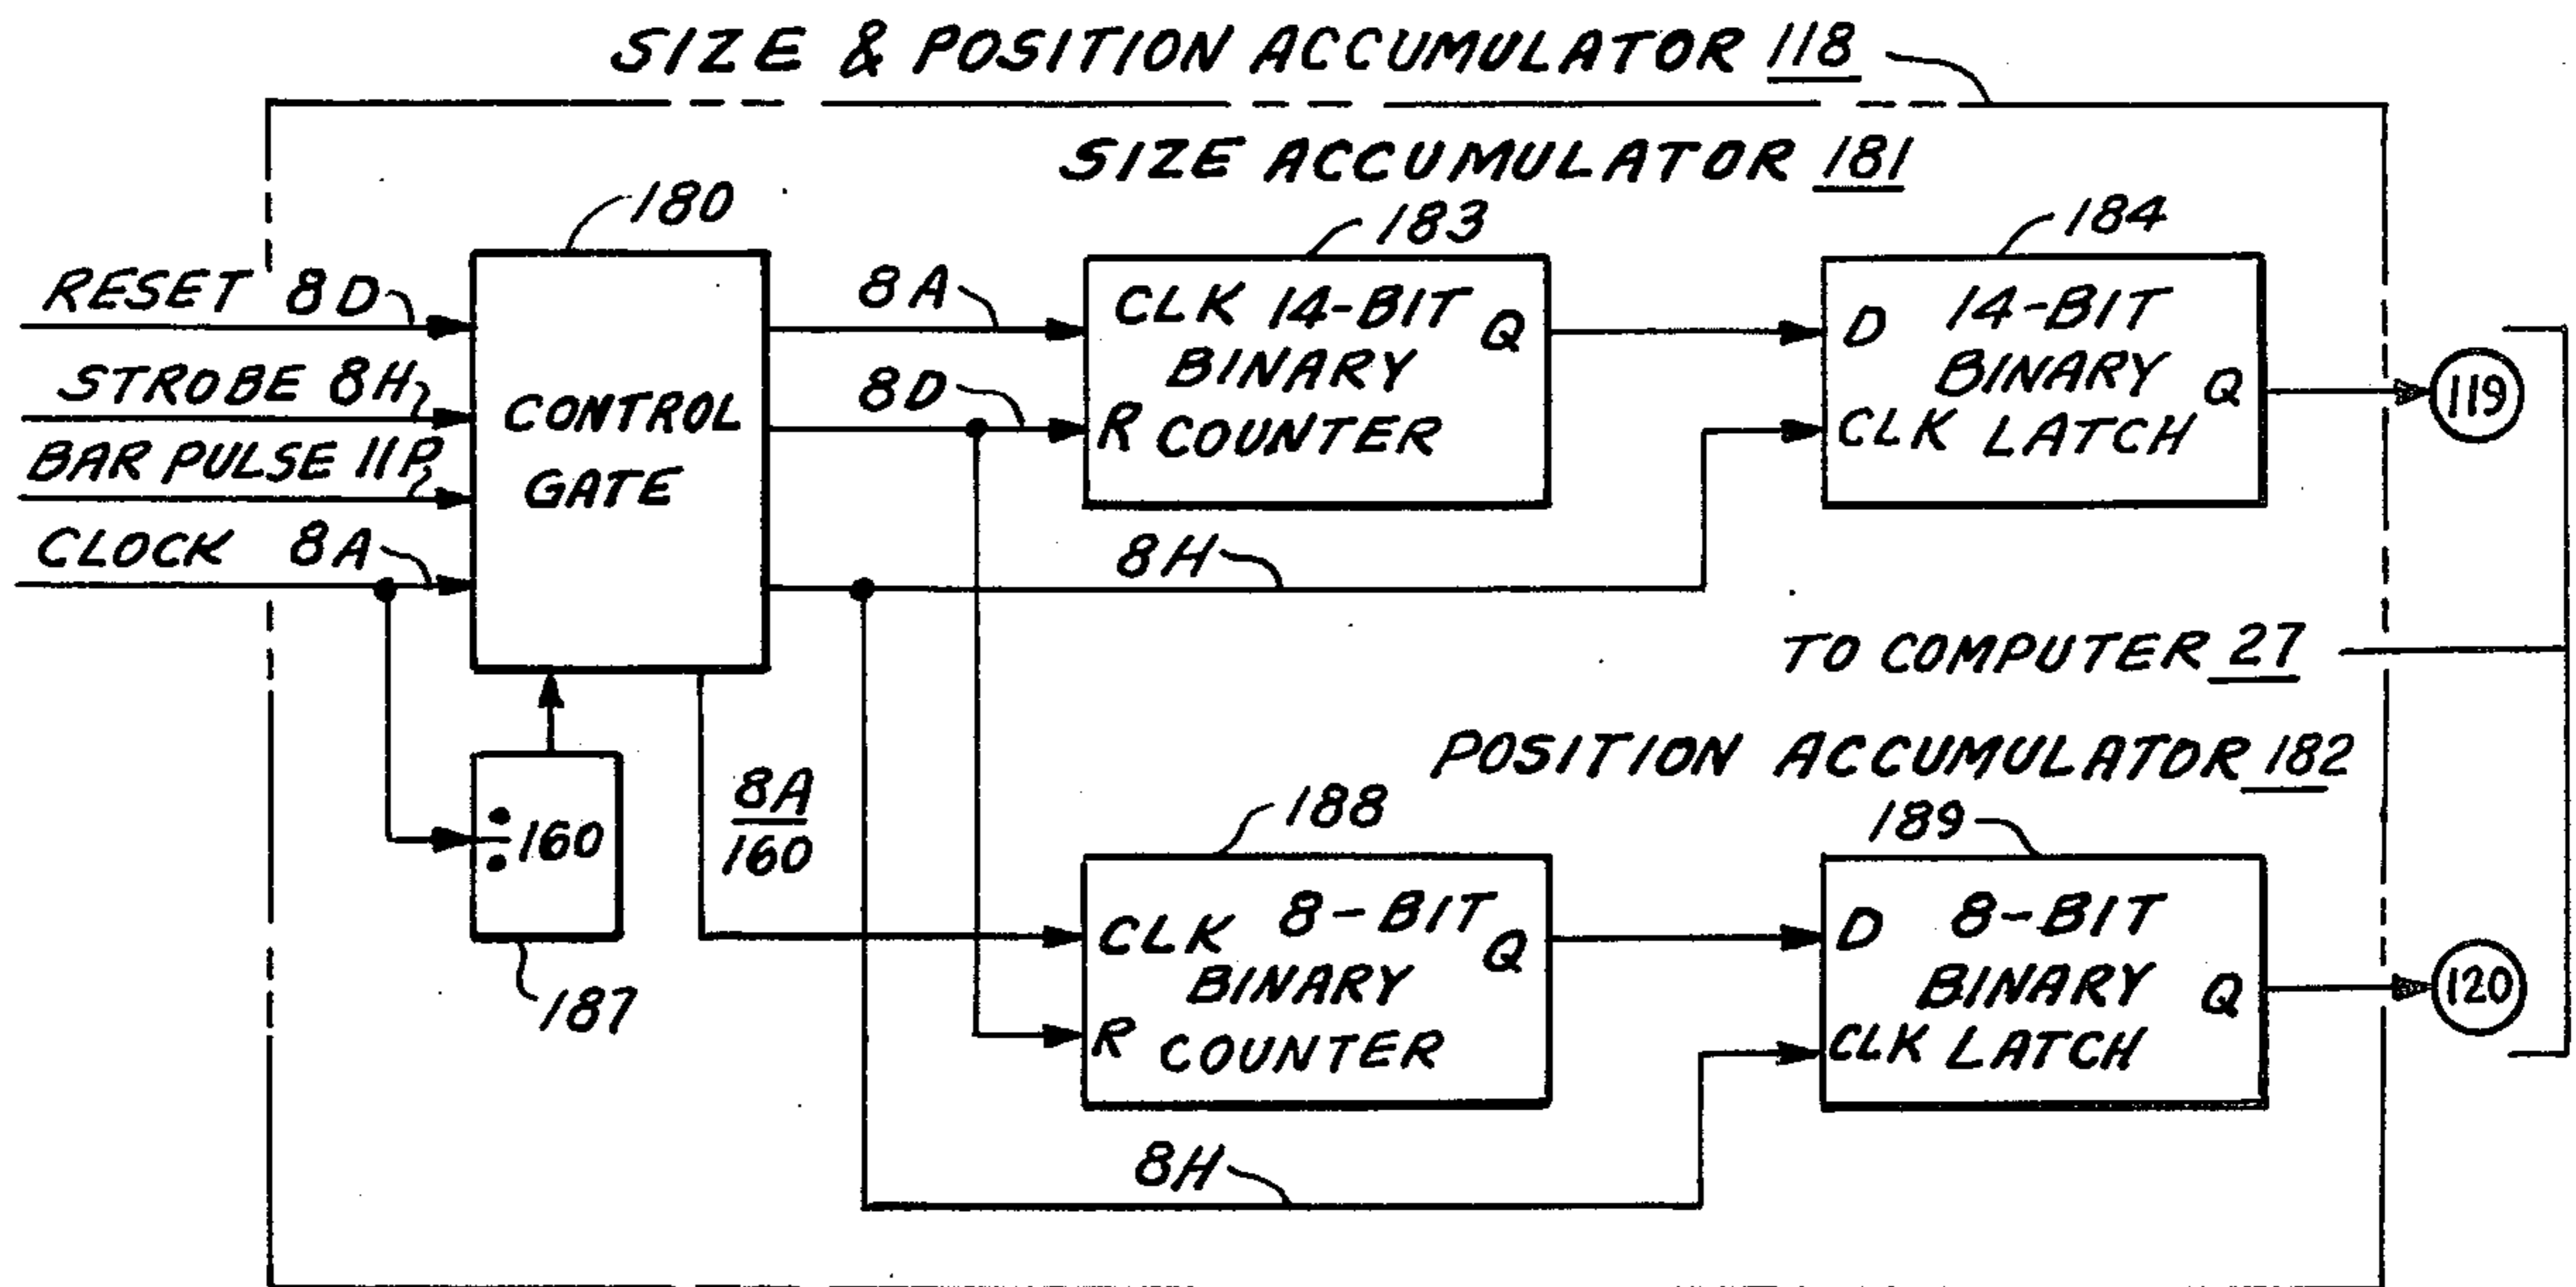 SIZE & POSITION ACCUMULATOR 118
SIZE ACCUMULATOR 181
180
183
184
RESET 8D
STROBE 8H
BAR PULSE 11P
CLOCK 8A
CONTROL
GATE
8A
8D
8H
CLK 14-BIT Q
BINARY
R COUNTER
D 14-BIT
BINARY Q
CLK LATCH
119
TO COMPUTER 27
POSITION ACCUMULATOR 182
÷160
187
8A
160
188
189
CLK 8-BIT Q
BINARY
R COUNTER
D 8-BIT
BINARY Q
CLK LATCH
120
8H